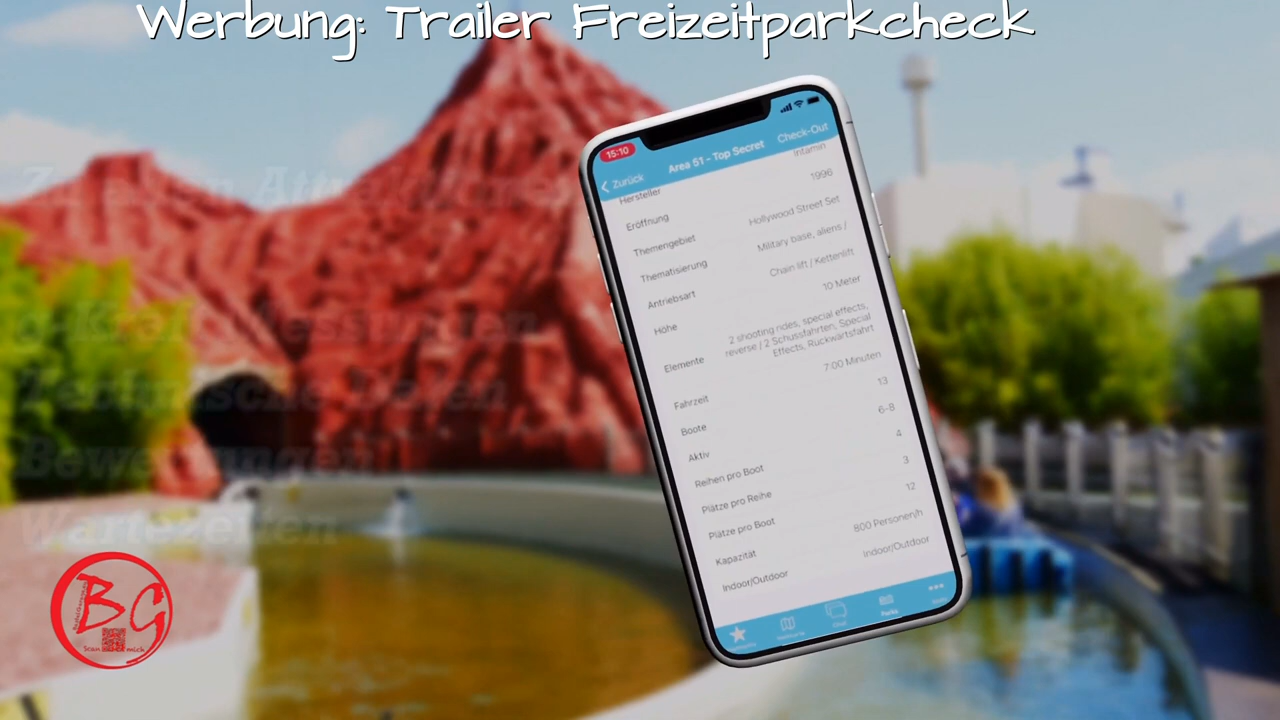 Werbung: Trailer Freizeitparkcheck
15:10
Zurück
Area 51 - Top Secret
Check-Out
Hersteller
Intamin
Eröffnung
1996
Themengebiet
Hollywood Street Set
Thematisierung
Military base, aliens /
Antriebsart
Chain lift / Kettenlift
Höhe
10 Meter
Elemente
2 shooting rides, special effects,
reverse / 2 Schussfahrten, Special
Effects, Rückwärtsfahrt
Fahrzeit
7:00 Minuten
Boote
13
Aktiv
6-8
Reihen pro Boot
4
Plätze pro Reihe
3
Plätze pro Boot
12
Kapazität
800 Personen/h
Indoor/Outdoor
Indoor/Outdoor
Parks
Wartezeiten
BG
Scan mich